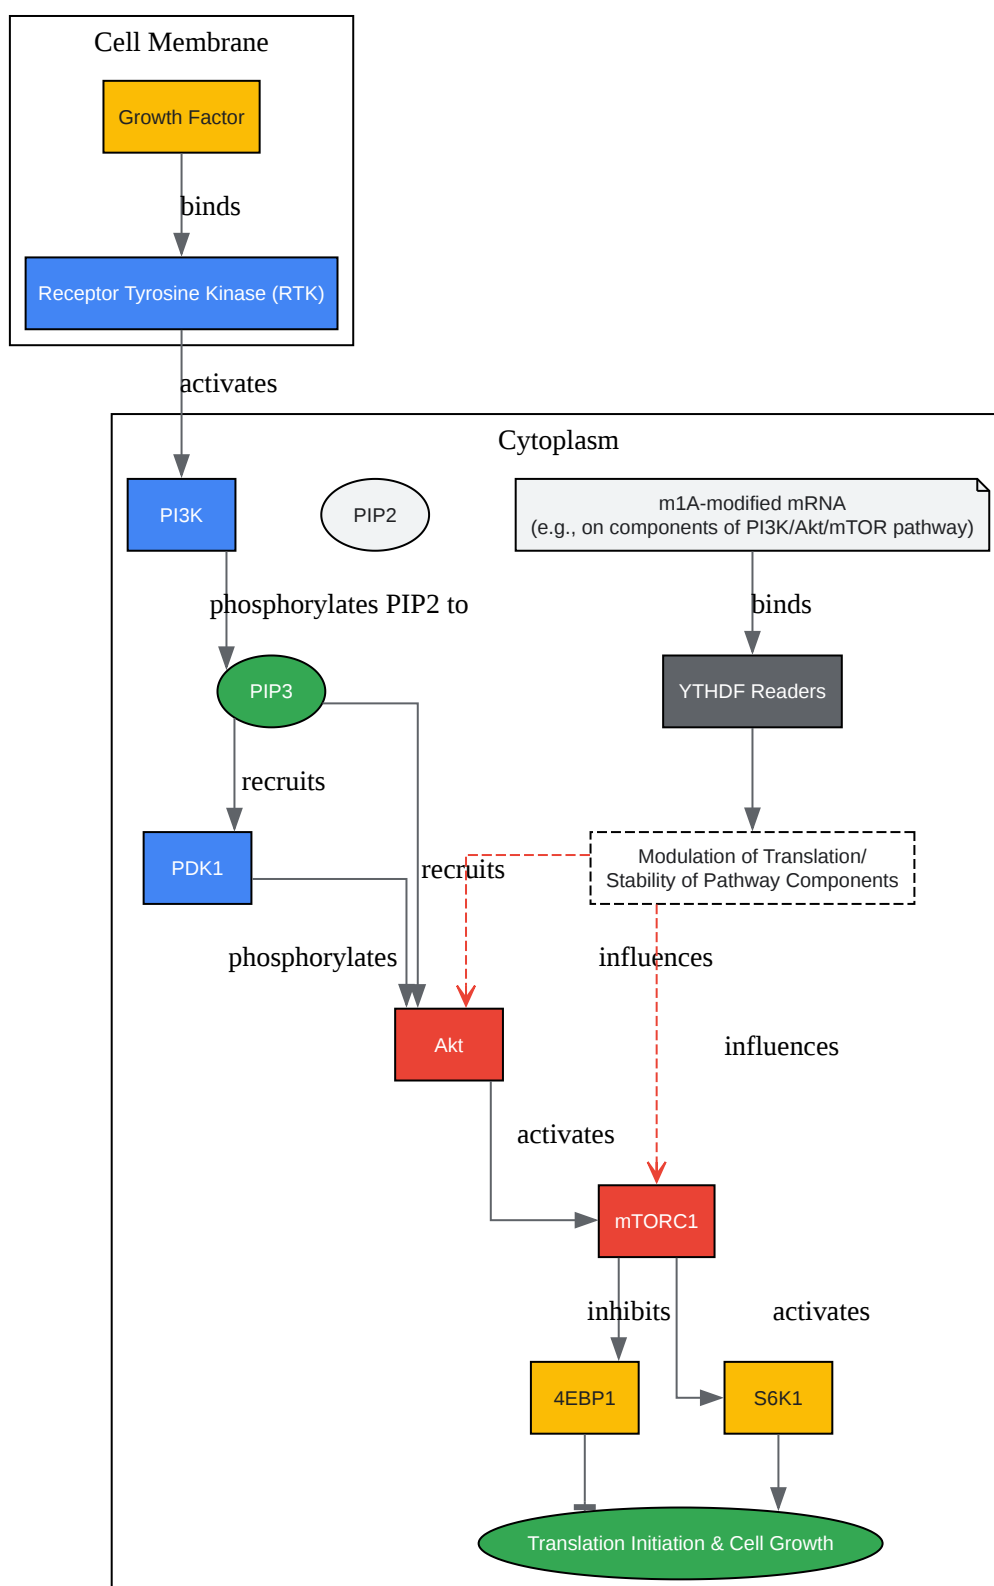 Cell Membrane
Growth Factor
binds
Receptor Tyrosine Kinase (RTK)
activates
Cytoplasm
PI3K
PIP2
m1A-modified mRNA
(e.g., on components of PI3K/Akt/mTOR pathway)
phosphorylates PIP2 to
binds
PIP3
YTHDF Readers
recruits
PDK1
recruits
Modulation of Translation/
Stability of Pathway Components
phosphorylates
influences
Akt
influences
activates
mTORC1
inhibits
activates
4EBP1
S6K1
Translation Initiation & Cell Growth